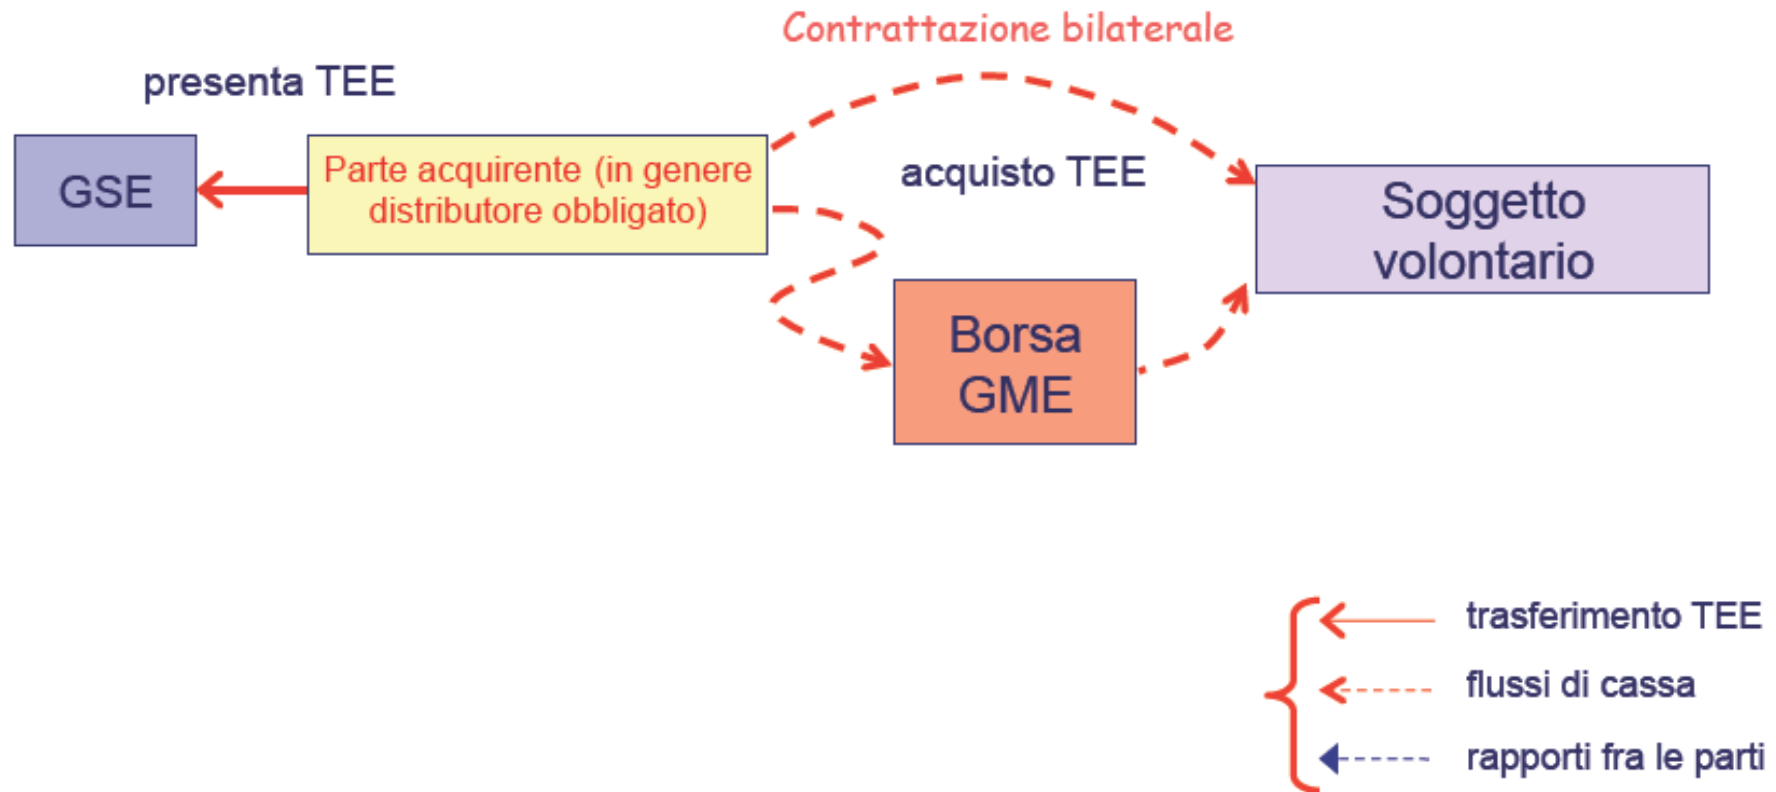 Contrattazione bilaterale
presenta TEE
GSE
Parte acquirente (in genere
distributore obbligato)
acquisto TEE
Soggetto
volontario
Borsa
GME
trasferimento TEE
flussi di cassa
rapporti fra le parti